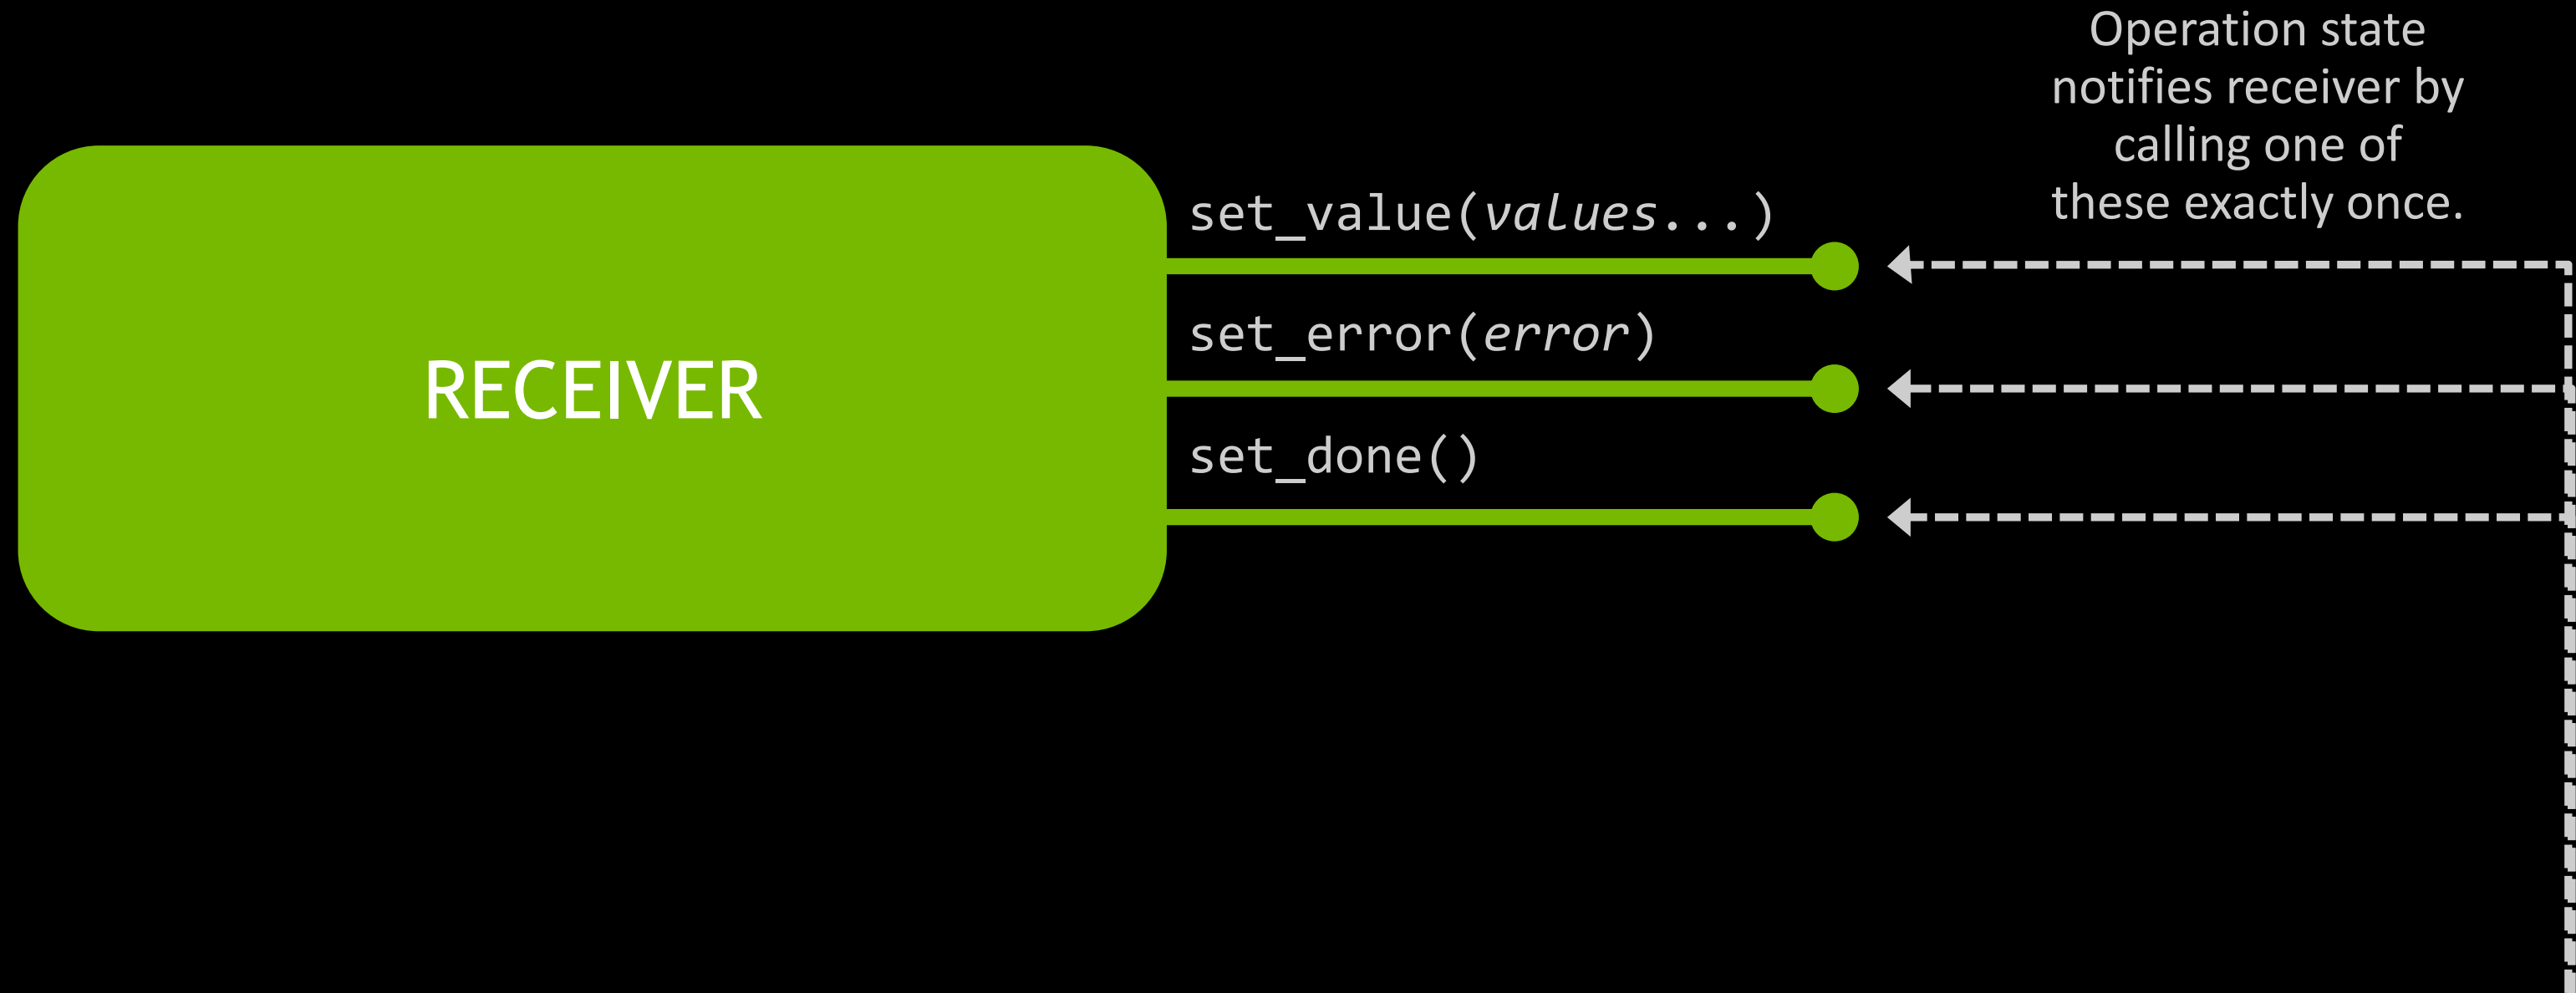 Operation state
notifies receiver by
calling one of
these exactly once.
RECEIVER
set_value(values...)
set_error(error)
set_done()